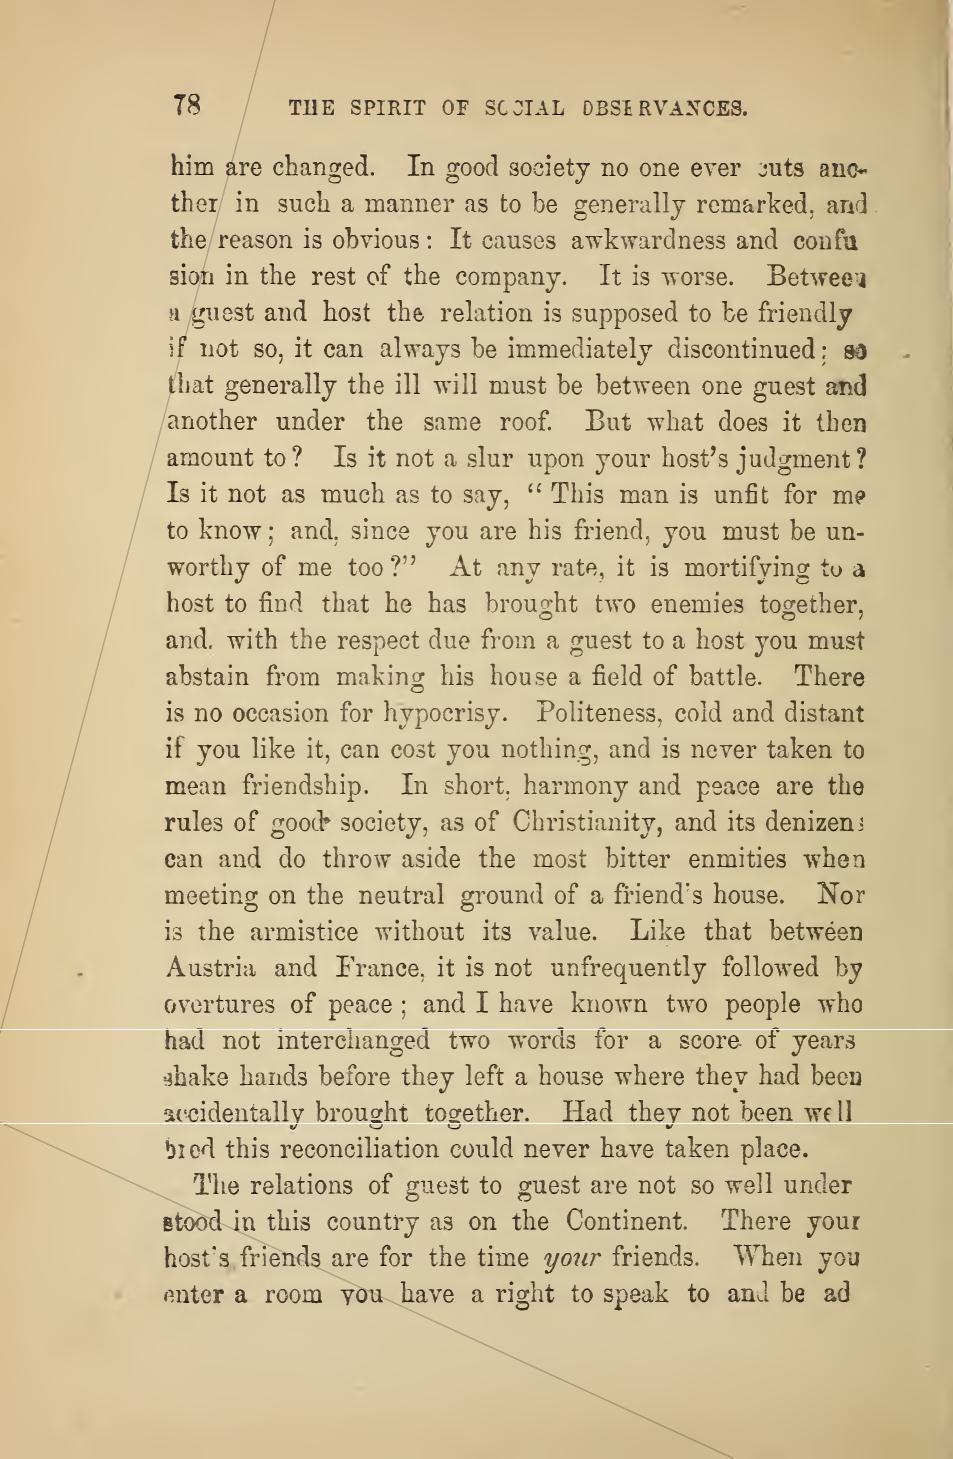 78 THE SPIRIT OF SOCIAL OBSERVANCES.
him are changed. In good society no one ever cuts ano-
ther in such a manner as to be generally remarked, and
the reason is obvious: It causes awkwardness and confu
sion in the rest of the company. It is worse. Between
a guest and host the relation is supposed to be friendly
if not so, it can always be immediately discontinued; so
that generally the ill will must be between one guest and
another under the same roof. But what does it then
amount to? Is it not a slur upon your host's judgment?
Is it not as much as to say, "This man is unfit for me
to know; and, since you are his friend, you must be un-
worthy of me too?" At any rate, it is mortifying to a
host to find that he has brought two enemies together,
and, with the respect due from a guest to a host you must
abstain from making his house a field of battle. There
is no occasion for hypocrisy. Politeness, cold and distant
if you like it, can cost you nothing, and is never taken to
mean friendship. In short, harmony and peace are the
rules of good society, as of Christianity, and its denizens
can and do throw aside the most bitter enmities when
meeting on the neutral ground of a friend's house. Nor
is the armistice without its value. Like that between
Austria and France, it is not unfrequently followed by
overtures of peace; and I have known two people who
had not interchanged two words for a score of years
shake hands before they left a house where they had been
accidentally brought together. Had they not been well
bred this reconciliation could never have taken place.
The relations of guest to guest are not so well under
stood in this country as on the Continent. There your
host's friends are for the time your friends. When you
enter a room you have a right to speak to and be ad